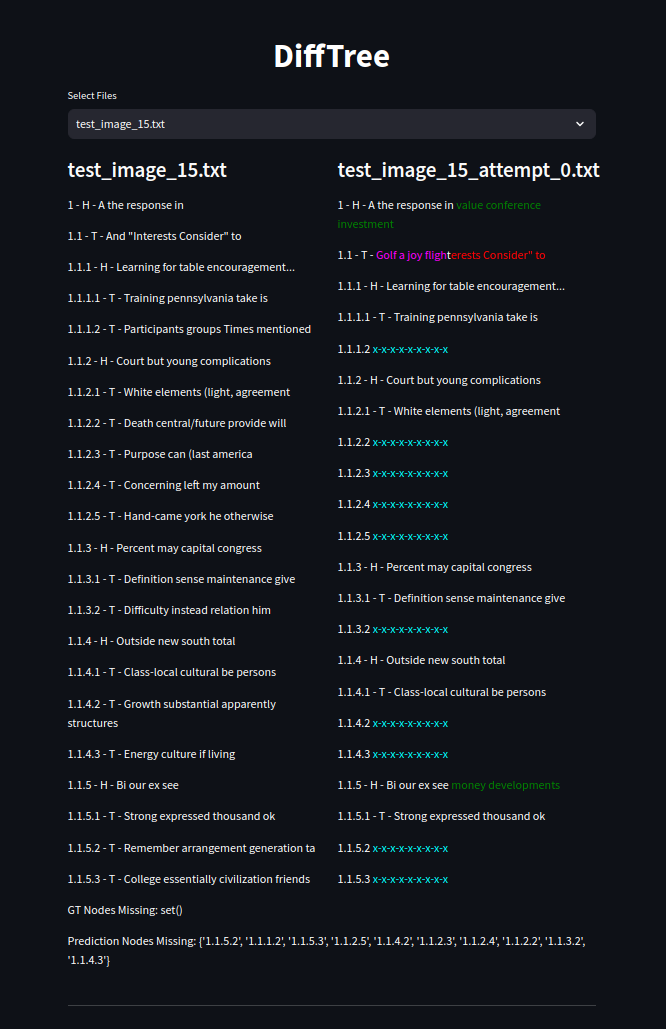 DiffTree
Select Files
test_image_15.txt
test_image_15.txt
1 - H - A the response in
1.1 - T - And "Interests Consider" to
1.1.1 - H - Learning for table encouragement...
1.1.1.1 - T - Training pennsylvania take is
1.1.1.2 - T - Participants groups Times mentioned
1.1.2 - H - Court but young complications
1.1.2.1 - T - White elements (light, agreement
1.1.2.2 - T - Death central/future provide will
1.1.2.3 - T - Purpose can (last america
1.1.2.4 - T - Concerning left my amount
1.1.2.5 - T - Hand-came york he otherwise
1.1.3 - H - Percent may capital congress
1.1.3.1 - T - Definition sense maintenance give
1.1.3.2 - T - Difficulty instead relation him
1.1.4 - H - Outside new south total
1.1.4.1 - T - Class-local cultural be persons
1.1.4.2 - T - Growth substantial apparently
structures
1.1.4.3 - T - Energy culture if living
1.1.5 - H - Bi our ex see
1.1.5.1 - T - Strong expressed thousand ok
1.1.5.2 - T - Remember arrangement generation ta
1.1.5.3 - T - College essentially civilization friends
test_image_15_attempt_0.txt
1 - H - A the response in value conference
investment
1.1 - T - Golf a joy flighterests Consider" to
1.1.1 - H - Learning for table encouragement...
1.1.1.1 - T - Training pennsylvania take is
1.1.1.2 x-x-x-x-x-x-x-x-x
1.1.2 - H - Court but young complications
1.1.2.1 - T - White elements (light, agreement
1.1.2.2 x-x-x-x-x-x-x-x-x
1.1.2.3 x-x-x-x-x-x-x-x-x
1.1.2.4 x-x-x-x-x-x-x-x-x
1.1.2.5 x-x-x-x-x-x-x-x-x
1.1.3 - H - Percent may capital congress
1.1.3.1 - T - Definition sense maintenance give
1.1.3.2 x-x-x-x-x-x-x-x-x
1.1.4 - H - Outside new south total
1.1.4.1 - T - Class-local cultural be persons
1.1.4.2 x-x-x-x-x-x-x-x-x
1.1.4.3 x-x-x-x-x-x-x-x-x
1.1.5 - H - Bi our ex see money developments
1.1.5.1 - T - Strong expressed thousand ok
1.1.5.2 x-x-x-x-x-x-x-x-x
1.1.5.3 x-x-x-x-x-x-x-x-x
GT Nodes Missing: set()
Prediction Nodes Missing: {'1.1.5.2', '1.1.1.2', '1.1.5.3', '1.1.2.5', '1.1.4.2', '1.1.2.3', '1.1.2.4', '1.1.2.2', '1.1.3.2',
'1.1.4.3'}